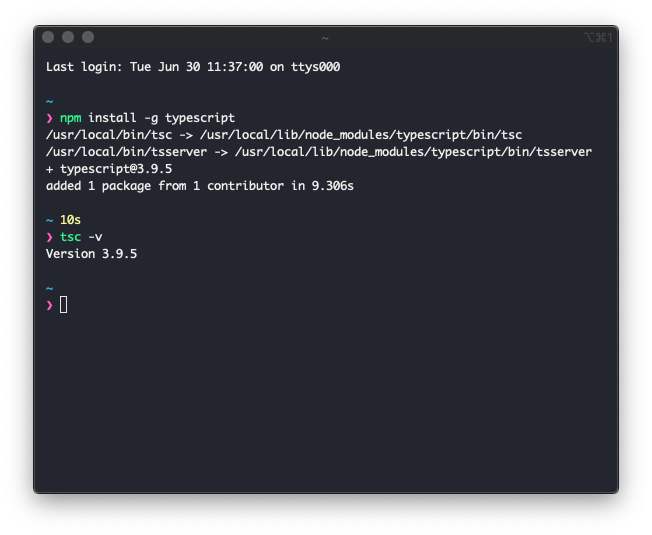 ~
⌥⌘1
Last login: Tue Jun 30 11:37:00 on ttys000
~
❯ npm install -g typescript
/usr/local/bin/tsc -> /usr/local/lib/node_modules/typescript/bin/tsc
/usr/local/bin/tsserver -> /usr/local/lib/node_modules/typescript/bin/tsserver
+ typescript@3.9.5
added 1 package from 1 contributor in 9.306s
~ 10s
❯ tsc -v
Version 3.9.5
~
❯